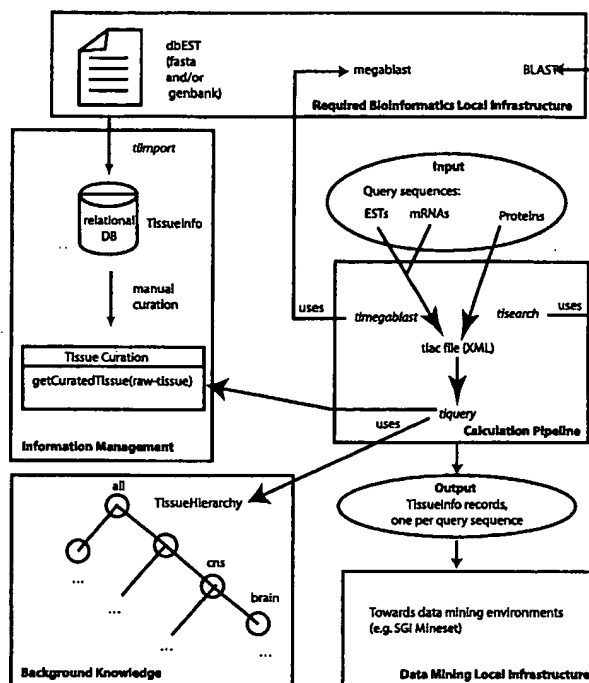 dbEST
(fasta
and/or
genbank)
megablast
BLAST
Required Bioinformatics Local Infrastructure
tiimport
relational
DB
TissueInfo
manual
curation
Tissue Curation
getCuratedTissue(raw-tissue)
Information Management
Input
Query sequences:
ESTs mRNAs Proteins
uses
timegablast
tisearch
uses
tiac file (XML)
tiquery
uses
Calculation Pipeline
all
TissueHierarchy
cns
brain
...
...
...
...
Background Knowledge
Output
TissueInfo records,
one per query sequence
Towards data mining environments
(e.g. SGI Mineset)
Data Mining Local Infrastructure